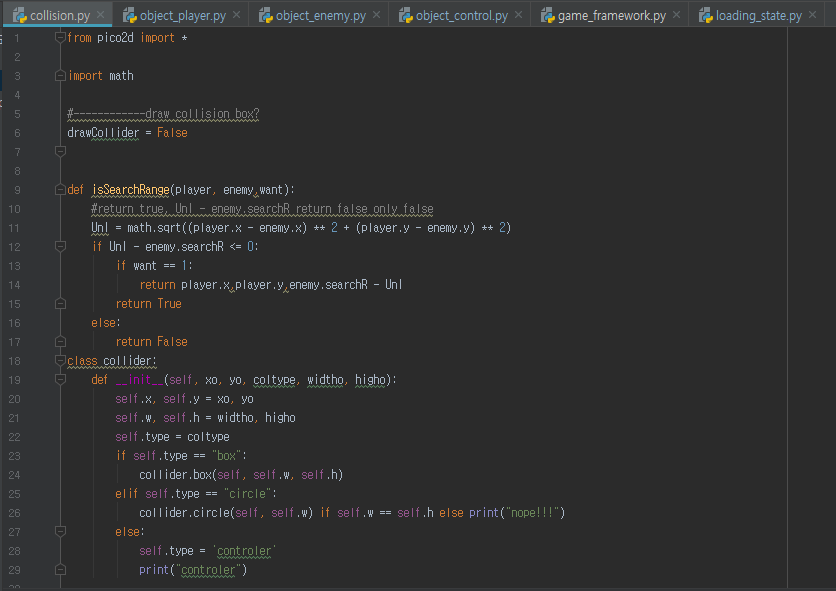 collision.py object_player.py object_enemy.py object_control.py game_framework.py loading_state.py
1 from pico2d import *
2
3 import math
4
5 #------------draw collision box?
6 drawCollider = False
7
8
9 def isSearchRange(player, enemy,want):
10 #return true, Unl - enemy.searchR return false only false
11 Unl = math.sqrt((player.x - enemy.x) ** 2 + (player.y - enemy.y) ** 2)
12 if Unl - enemy.searchR <= 0:
13 if want == 1:
14 return player.x,player.y,enemy.searchR - Unl
15 return True
16 else:
17 return False
18 class collider:
19 def __init__(self, xo, yo, coltype, widtho, higho):
20 self.x, self.y = xo, yo
21 self.w, self.h = widtho, higho
22 self.type = coltype
23 if self.type == "box":
24 collider.box(self, self.w, self.h)
25 elif self.type == "circle":
26 collider.circle(self, self.w) if self.w == self.h else print("nope!!!")
27 else:
28 self.type = 'controler'
29 print("controler")